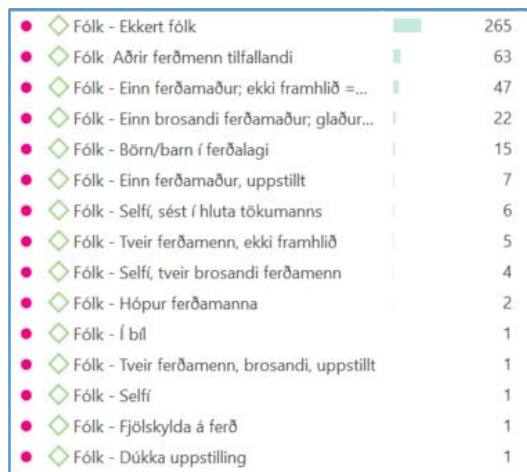 Fólk - Ekkert fólk 265
Fólk Aðrir ferðmenn tilfallandi 63
Fólk - Einn ferðamaður; ekki framhlið =... 47
Fólk - Einn brosandi ferðamaður; glaður... 22
Fólk - Börn/barn í ferðalagi 15
Fólk - Einn ferðamaður, uppstillt 7
Fólk - Selfí, sést í hluta tökumanns 6
Fólk - Tveir ferðamenn, ekki framhlið 5
Fólk - Selfí, tveir brosandi ferðamenn 4
Fólk - Hópur ferðamanna 2
Fólk - Í bíl 1
Fólk - Tveir ferðamenn, brosandi, uppstillt 1
Fólk - Selfí 1
Fólk - Fjölskylda á ferð 1
Fólk - Dúkka uppstilling 1